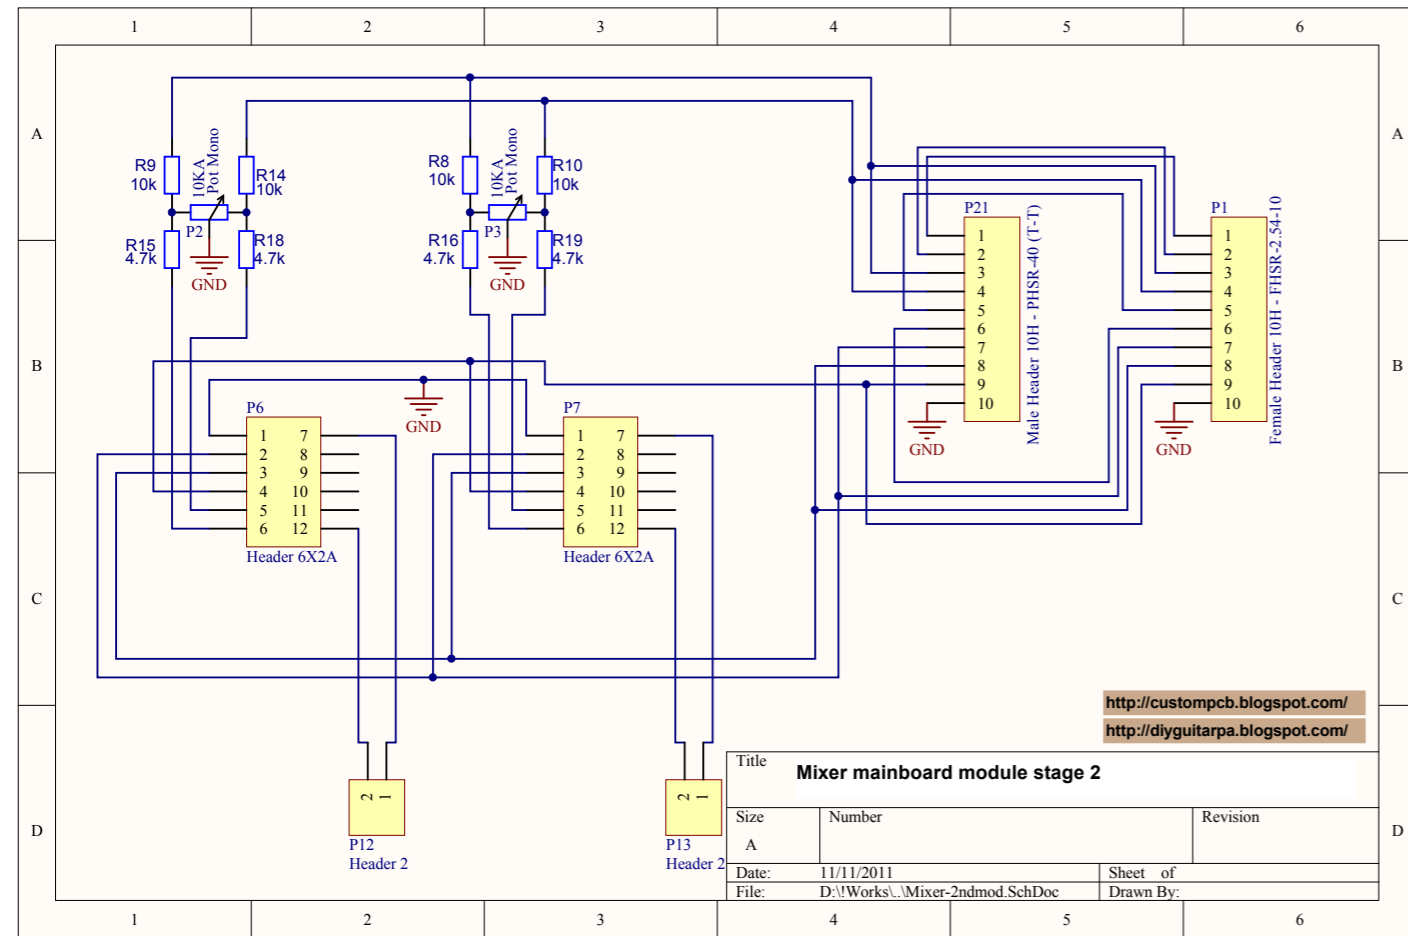 1 2 3 4 5 6
A
A
B
B
C
C
D
D
R9
10k
10KA
Pot Mono
R14
10k
P2
R15
4.7k
R18
4.7k
GND
R8
10k
10KA
Pot Mono
R10
10k
P3
R16
4.7k
R19
4.7k
GND
P21
1
2
3
4
5
6
7
8
9
10
Male Header 10H - PHSR-40 (T-T)
GND
P1
1
2
3
4
5
6
7
8
9
10
Female Header 10H - FHSR-2.54-10
GND
GND
P6
1 7
2 8
3 9
4 10
5 11
6 12
Header 6X2A
P7
1 7
2 8
3 9
4 10
5 11
6 12
Header 6X2A
2 1
P12
Header 2
2 1
P13
Header 2
http://custompcb.blogspot.com/
http://diyguitarpa.blogspot.com/
Title
Mixer mainboard module stage 2
Size Number Revision
A
Date: 11/11/2011 Sheet of
File: D:\!Works\..\Mixer-2ndmod.SchDoc Drawn By:
1 2 3 4 5 6